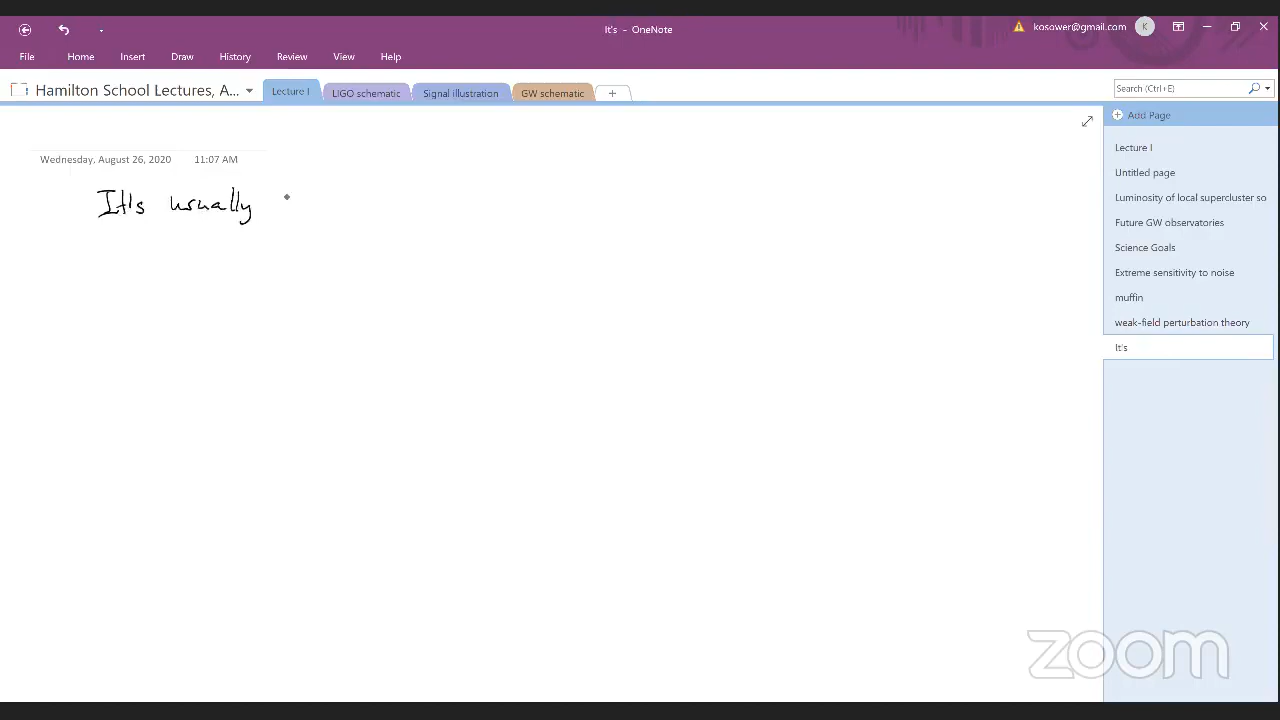 It's - OneNote
kosower@gmail.com K
File Home Insert Draw History Review View Help
Hamilton School Lectures, A... Lecture I LIGO schematic Signal illustration GW schematic + Search (Ctrl+E)
Add Page
Wednesday, August 26, 2020 11:07 AM
It's usually
Lecture I
Untitled page
Luminosity of local supercluster so
Future GW observatories
Science Goals
Extreme sensitivity to noise
muffin
weak-field perturbation theory
It's
zoom